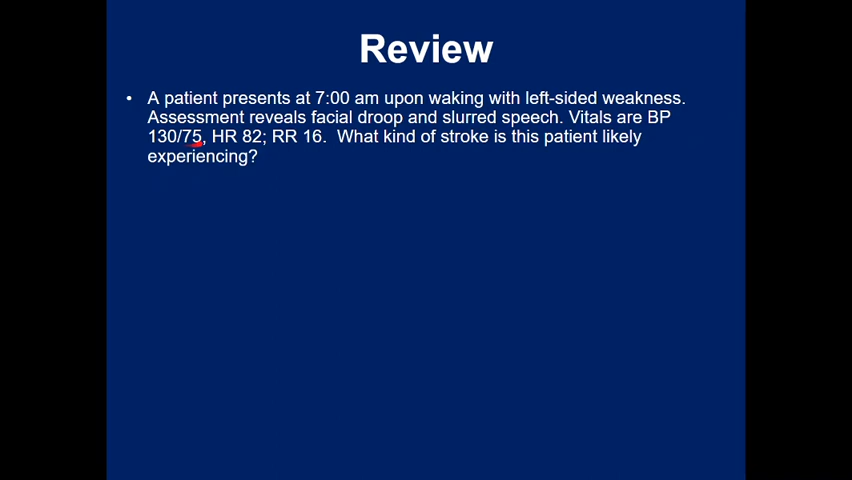 Review
• A patient presents at 7:00 am upon waking with left-sided weakness.
Assessment reveals facial droop and slurred speech. Vitals are BP
130/75, HR 82; RR 16.  What kind of stroke is this patient likely
experiencing?